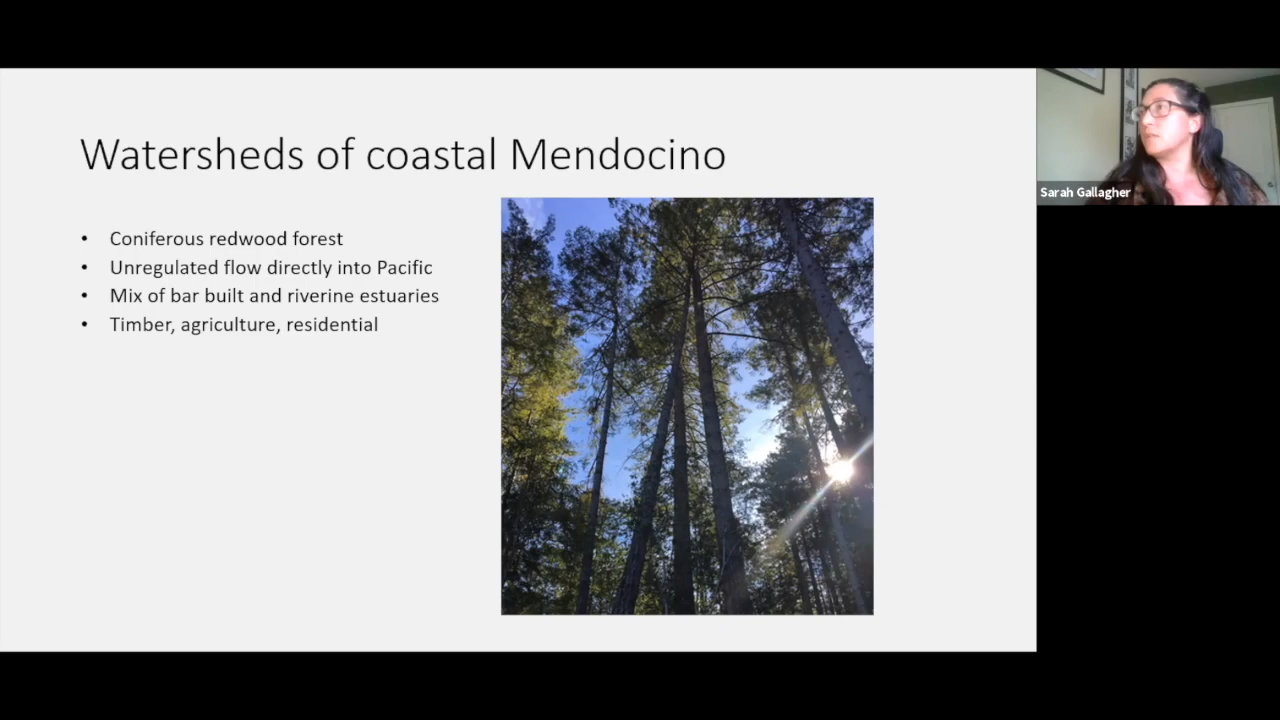 Watersheds of coastal Mendocino
• Coniferous redwood forest
• Unregulated flow directly into Pacific
• Mix of bar built and riverine estuaries
• Timber, agriculture, residential
Sarah Gallagher